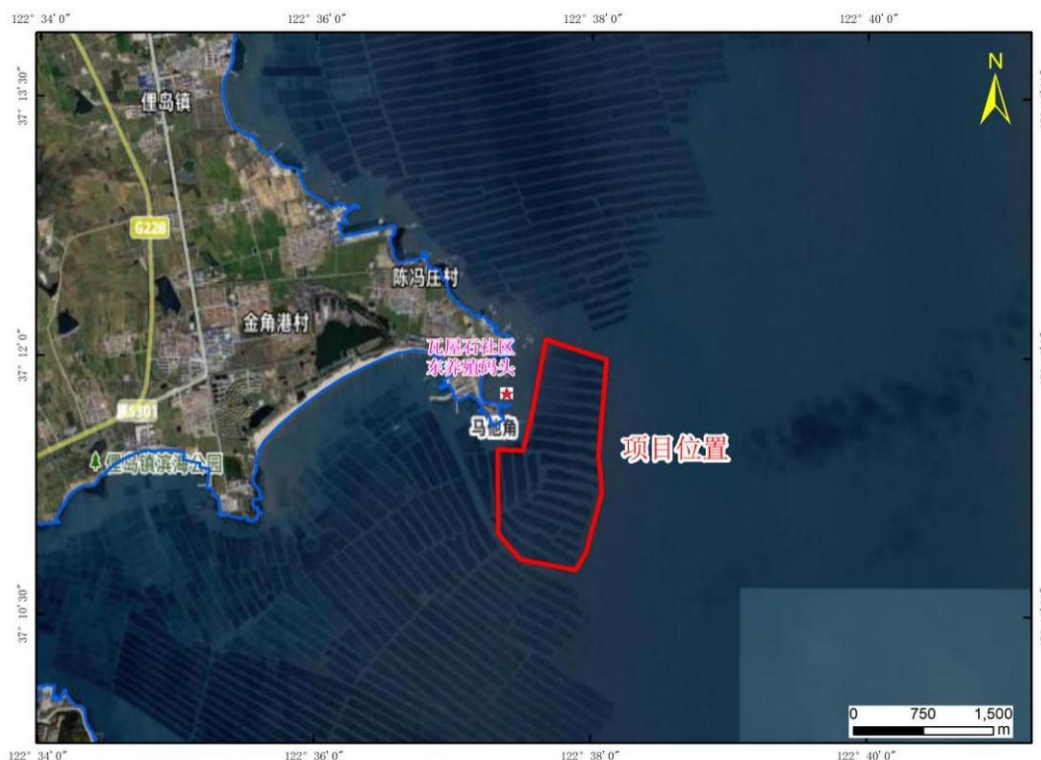 122° 34′ 0″
122° 36′ 0″
122° 38′ 0″
122° 40′ 0″
N
37° 13′ 30″
俚岛镇
G228
陈冯庄村
金角港村
37° 12′ 0″
瓦屋石社区
东养殖码头
马他角
项目位置
S301
俚岛镇滨海公园
37° 10′ 30″
0 750 1,500
m
122° 34′ 0″
122° 36′ 0″
122° 38′ 0″
122° 40′ 0″